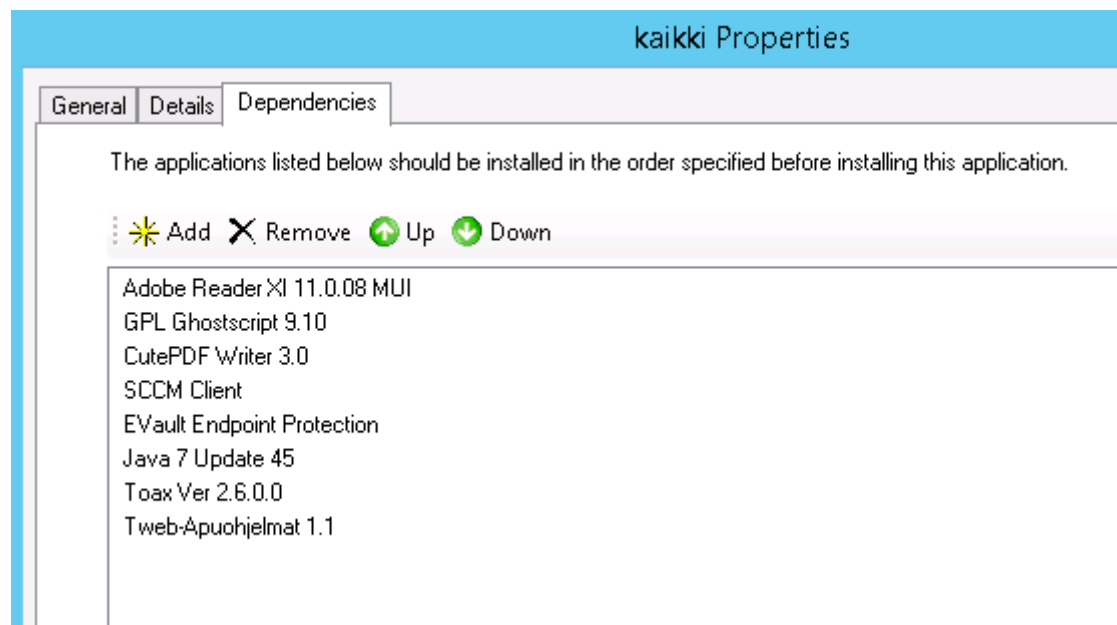 kaikki Properties
General Details Dependencies
The applications listed below should be installed in the order specified before installing this application.
Add Remove Up Down
Adobe Reader XI 11.0.08 MUI
GPL Ghostscript 9.10
CutePDF Writer 3.0
SCCM Client
EVault Endpoint Protection
Java 7 Update 45
Toax Ver 2.6.0.0
Tweb-Apuohjelmat 1.1